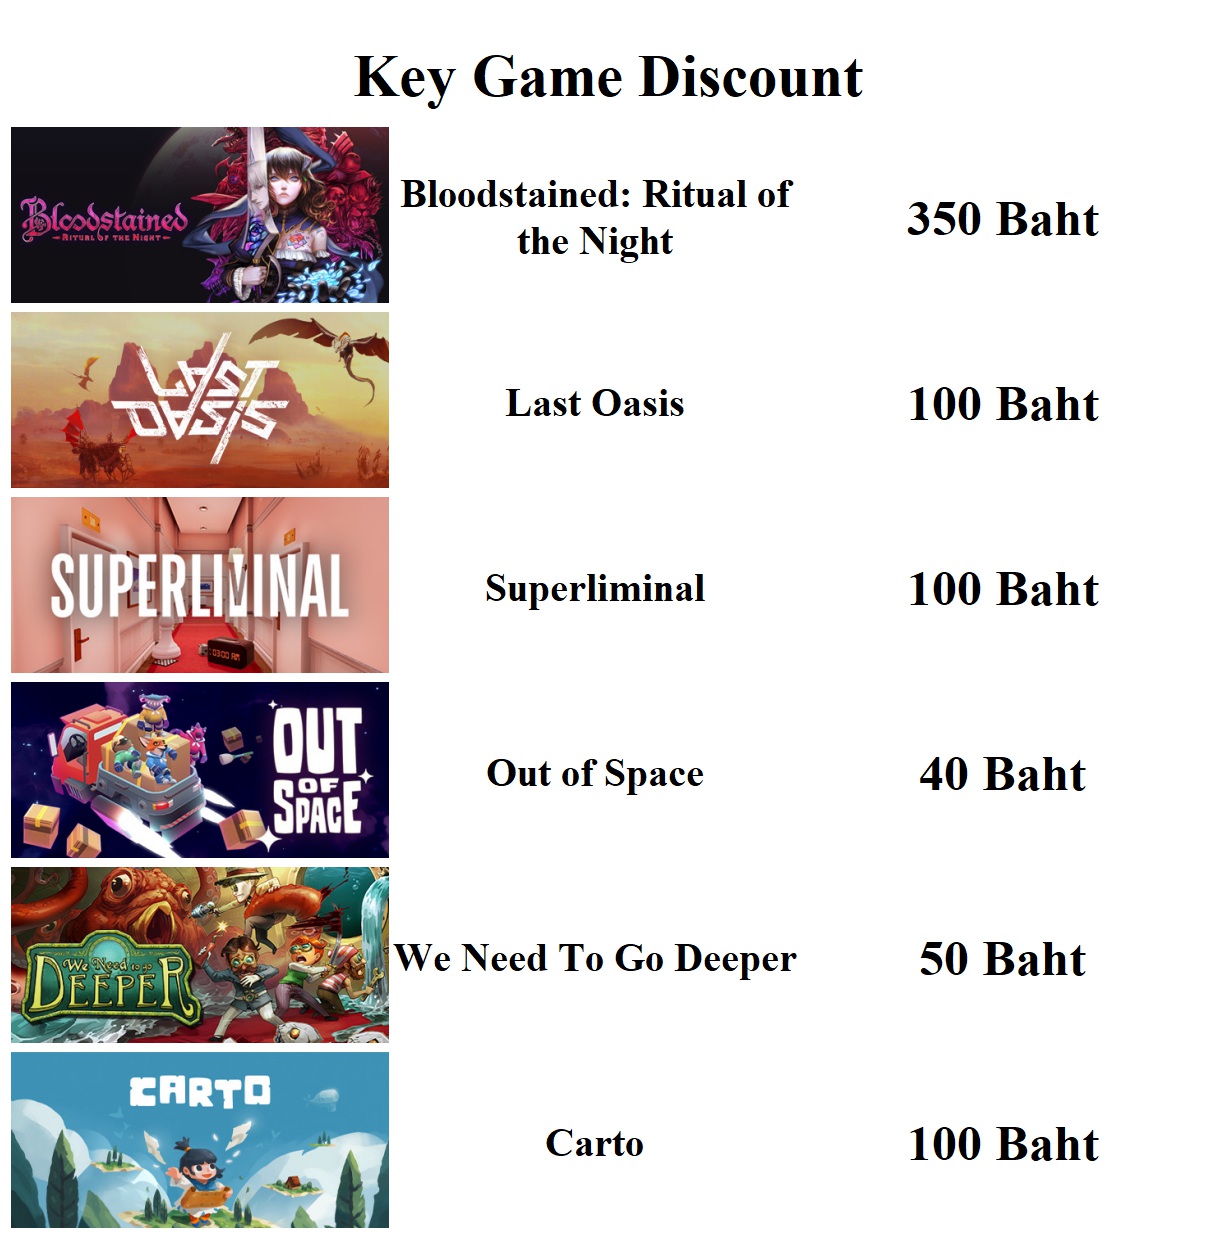 Key Game Discount
Bloodstained
RITUAL OF THE NIGHT
Bloodstained: Ritual of
the Night
350 Baht
LAST
OASIS
Last Oasis
100 Baht
SUPERLIMINAL
03:00 AM
Superliminal
100 Baht
OUT
OF
SPACE
Out of Space
40 Baht
We Need to go
DEEPER
We Need To Go Deeper
50 Baht
CARTO
Carto
100 Baht